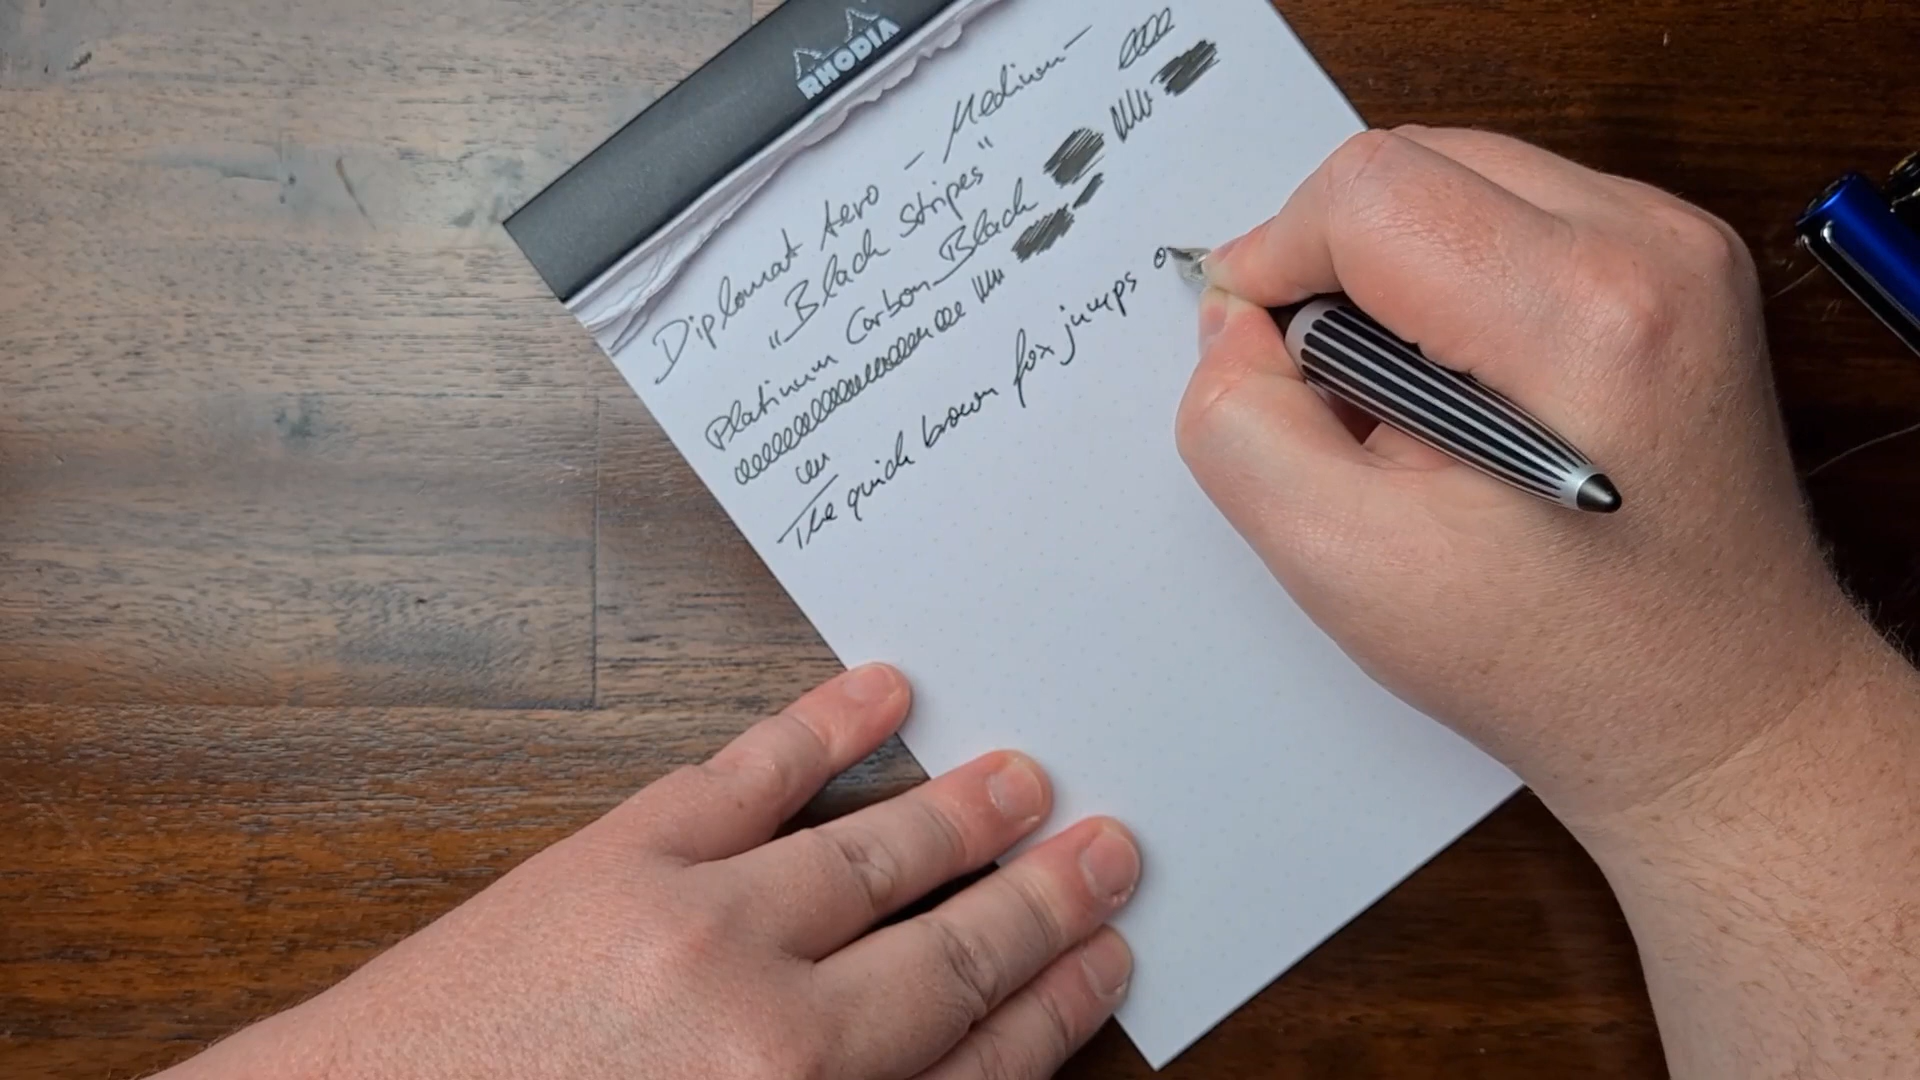 RHODIA
Diplomat Aero - Medium -
"Black Stripes"
Platinum Carbon Black
The quick brown fox jumps o